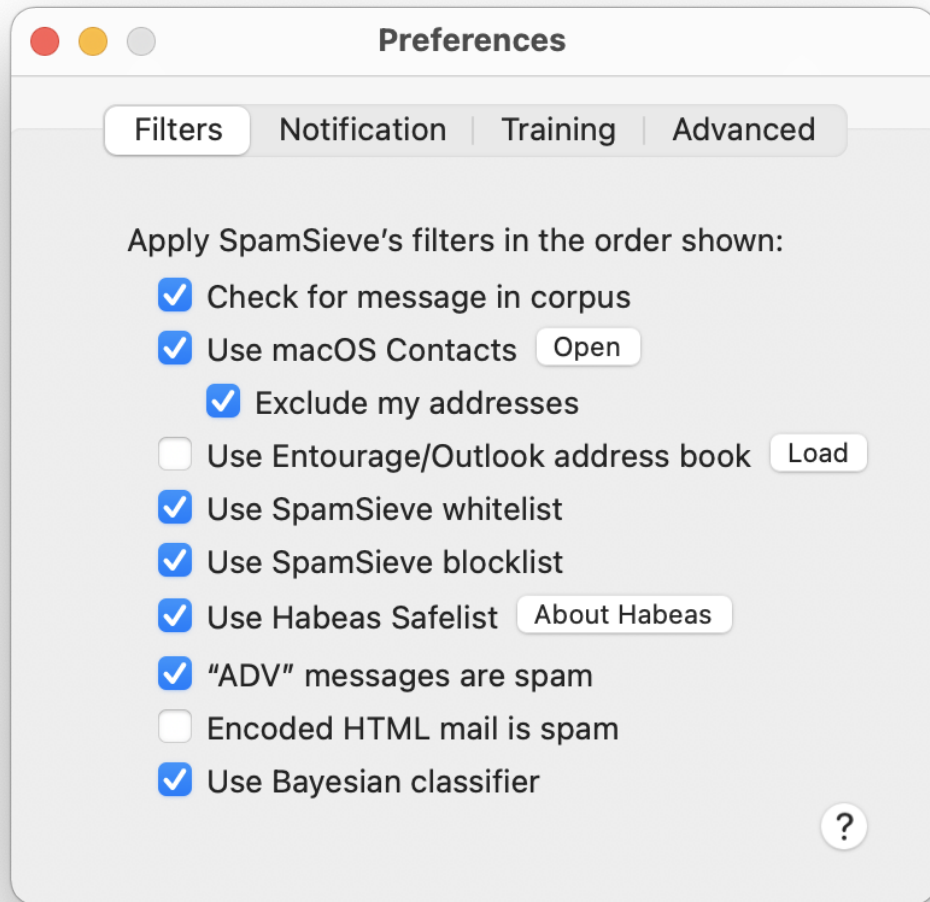 Preferences
Filters Notification Training Advanced
Apply SpamSieve’s filters in the order shown:
Check for message in corpus
Use macOS Contacts Open
Exclude my addresses
Use Entourage/Outlook address book Load
Use SpamSieve whitelist
Use SpamSieve blocklist
Use Habeas Safelist About Habeas
“ADV” messages are spam
Encoded HTML mail is spam
Use Bayesian classifier
?